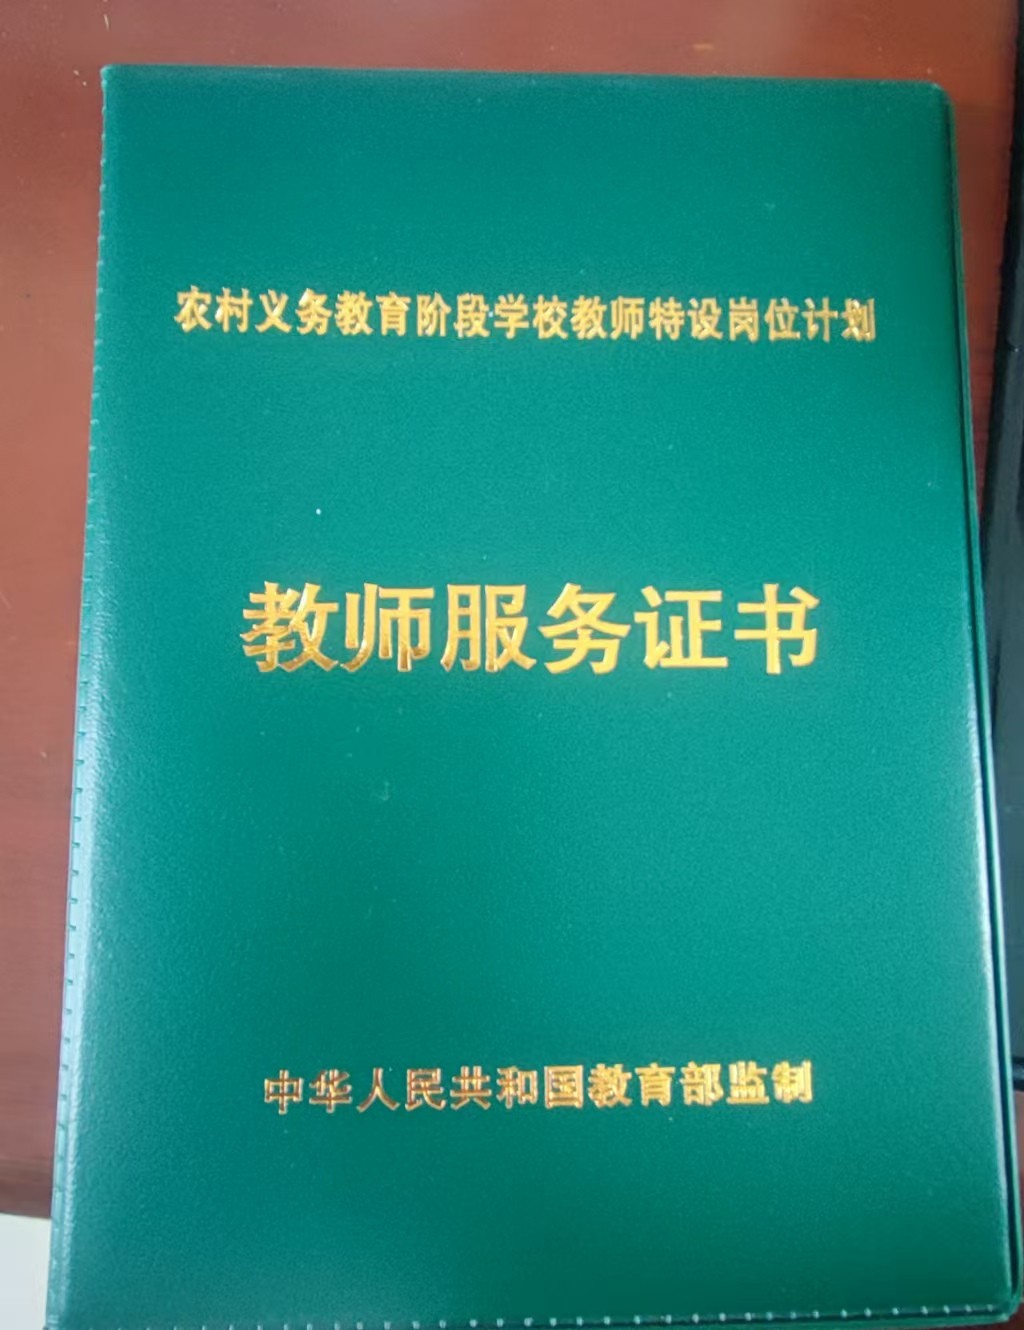 农村义务教育阶段学校教师特设岗位计划
教师服务证书
中华人民共和国教育部监制